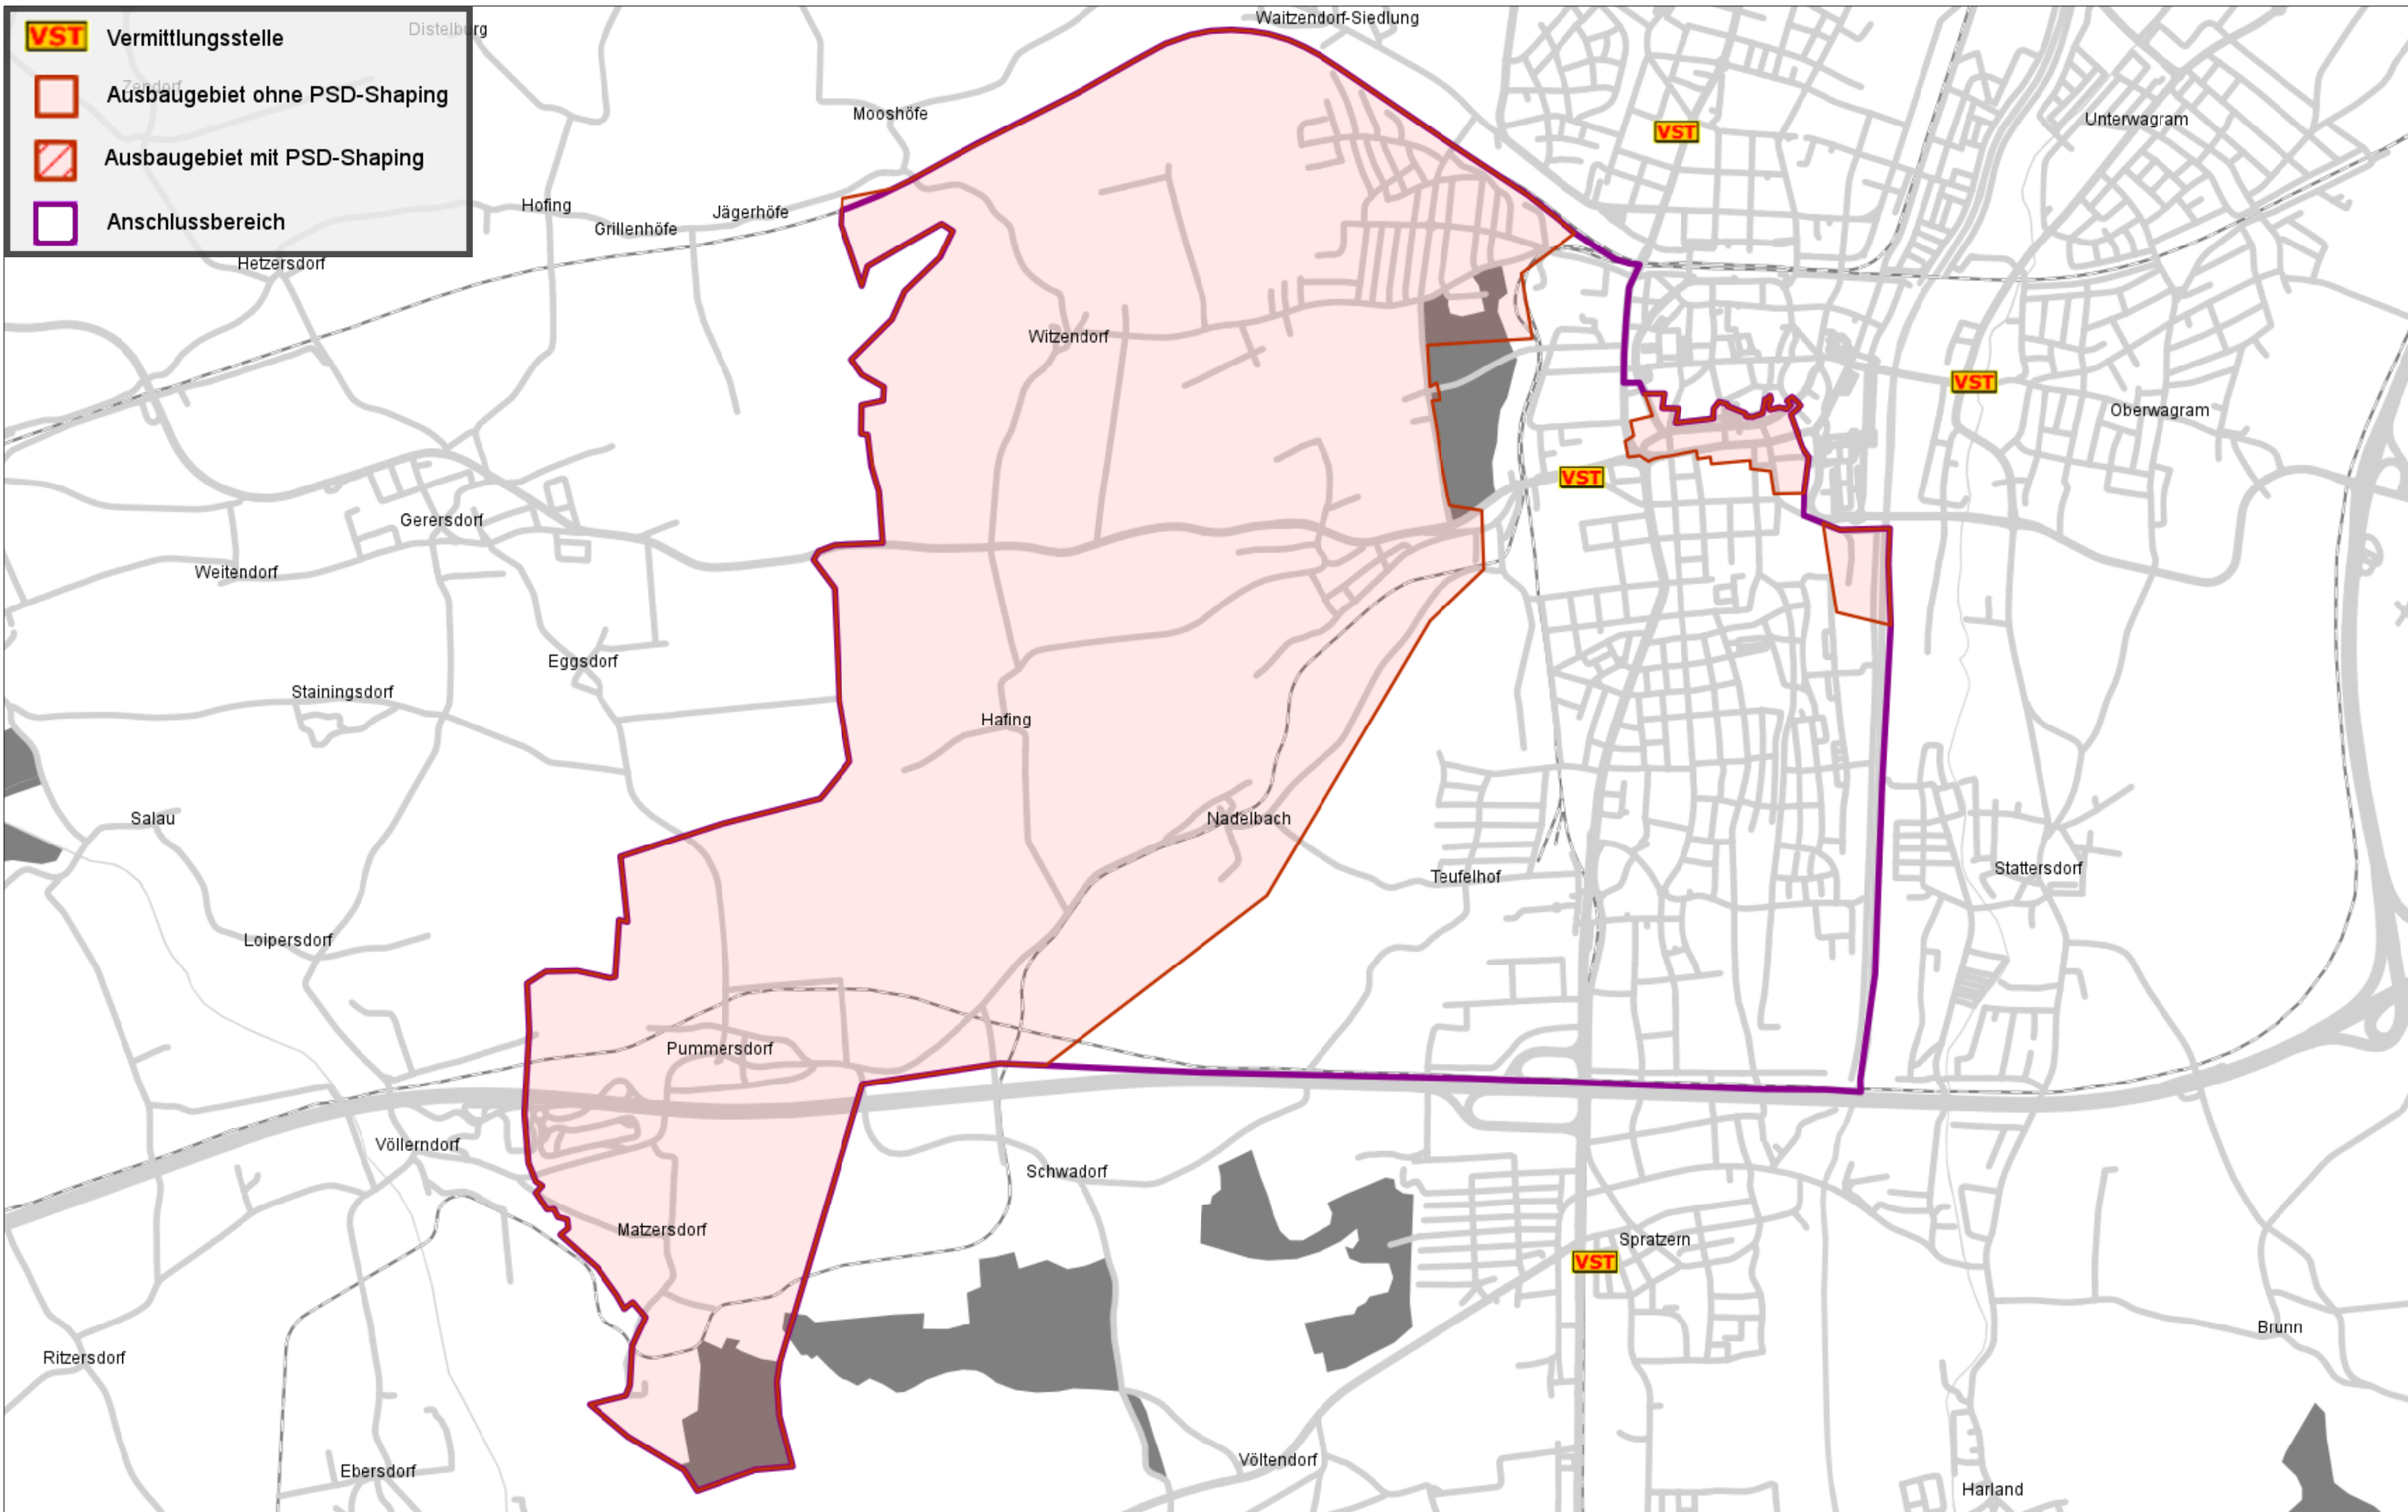 VST Vermittlungsstelle
Ausbaugebiet ohne PSD-Shaping
Ausbaugebiet mit PSD-Shaping
Anschlussbereich
Distelburg
Zendorf
Waitzendorf-Siedlung
Mooshöfe
VST
Unterwagram
Hofing
Jägerhöfe
Grillenhöfe
Hetzersdorf
Witzendorf
VST
Oberwagram
VST
Gerersdorf
Weitendorf
Eggsdorf
Stainingsdorf
Hafing
Salau
Nadelbach
Teufelhof
Stattersdorf
Loipersdorf
Pummersdorf
Völlerndorf
Schwadorf
Matzersdorf
Spratzern
VST
Brunn
Ritzersdorf
Völtendorf
Ebersdorf
Harland